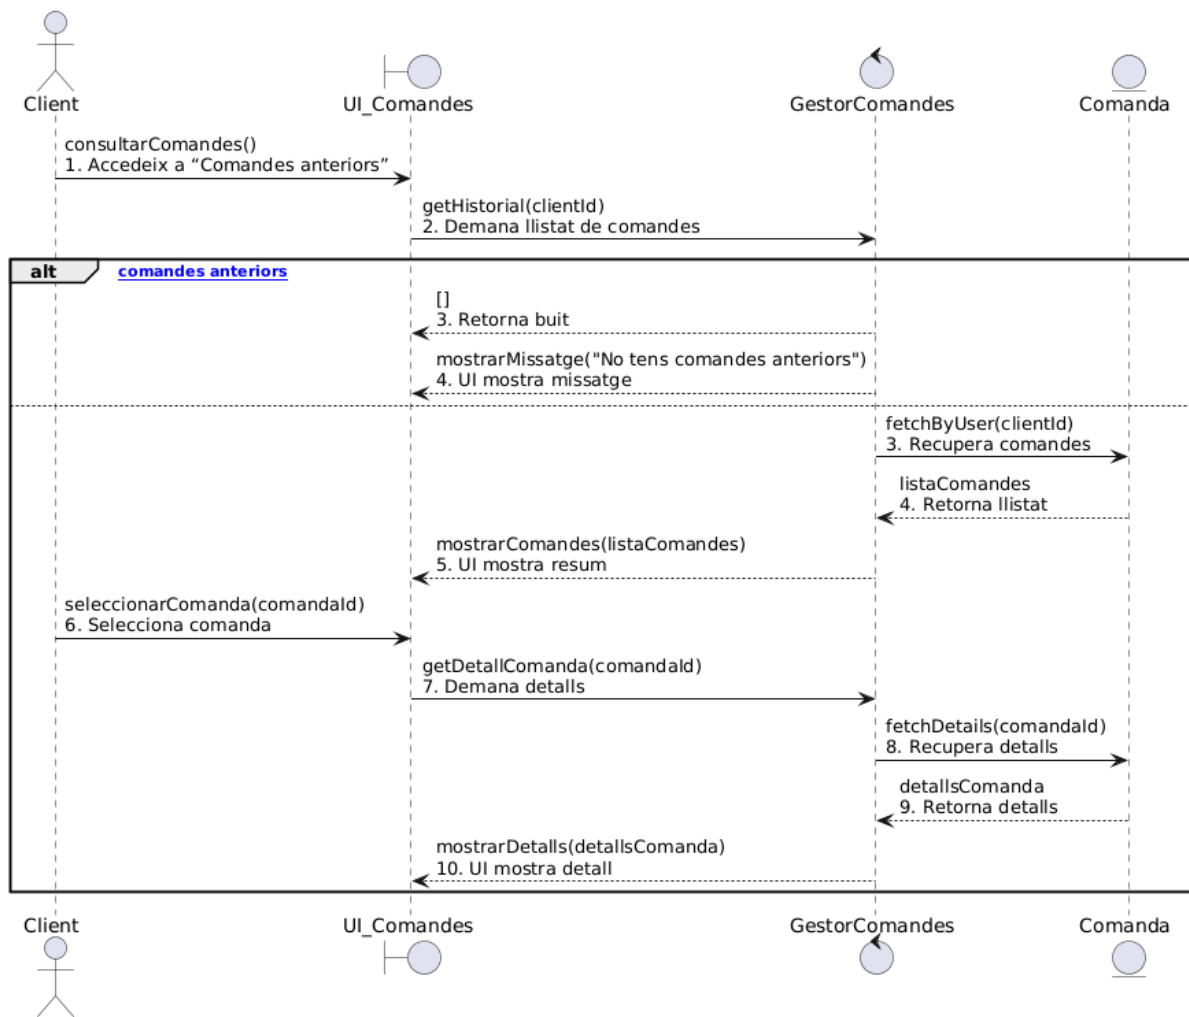 Client
UI_Comandes
GestorComandes
Comanda
consultarComandes()
1. Accedeix a “Comandes anteriors”
getHistorial(clientId)
2. Demana llistat de comandes
alt
comandes anteriors
[]
3. Retorna buit
mostrarMissatge("No tens comandes anteriors")
4. UI mostra missatge
fetchByUser(clientId)
3. Recupera comandes
listaComandes
4. Retorna llistat
mostrarComandes(listaComandes)
5. UI mostra resum
seleccionarComanda(comandaId)
6. Selecciona comanda
getDetallComanda(comandaId)
7. Demana detalls
fetchDetails(comandaId)
8. Recupera detalls
detallsComanda
9. Retorna detalls
mostrarDetalls(detallsComanda)
10. UI mostra detall
Client
UI_Comandes
GestorComandes
Comanda